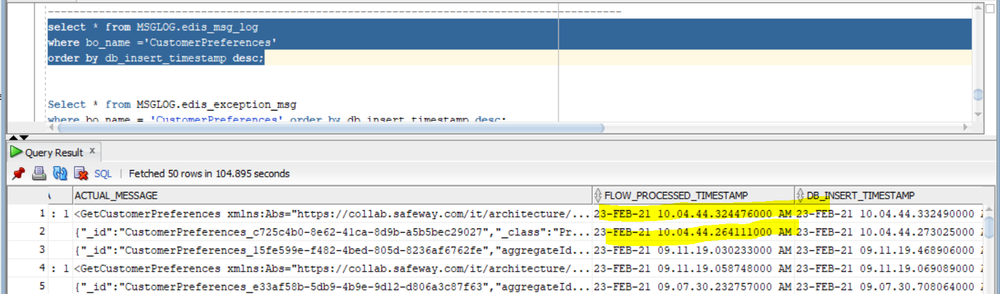 select * from MSGLOG.edis_msg_log
where bo_name ='CustomerPreferences'
order by db_insert_timestamp desc;
Select * from MSGLOG.edis_exception_msg
where bo_name = 'CustomerPreferences' order by db_insert_timestamp desc;
Query Result x
SQL | Fetched 50 rows in 104.895 seconds
ACTUAL_MESSAGE FLOW_PROCESSED_TIMESTAMP DB_INSERT_TIMESTAMP
1 : 1 <GetCustomerPreferences xmlns:Abs="https://collab.safeway.com/it/architecture/... 23-FEB-21 10.04.44.324476000 AM 23-FEB-21 10.04.44.332490000
2 {"_id":"CustomerPreferences_c725c4b0-8e62-41ca-8d9b-a5b5bec29027","_class":"Pr... 23-FEB-21 10.04.44.264111000 AM 23-FEB-21 10.04.44.273025000
3 {"_id":"CustomerPreferences_15fe599e-f482-4bed-805d-8236af6762fe","aggregateId... 23-FEB-21 09.11.19.030233000 AM 23-FEB-21 09.11.19.468906000
4 : 1 <GetCustomerPreferences xmlns:Abs="https://collab.safeway.com/it/architecture/... 23-FEB-21 09.11.19.058748000 AM 23-FEB-21 09.11.19.069089000
5 {"_id":"CustomerPreferences_e33af58b-5db9-4b9e-9d12-d806a3c87f63","aggregateId... 23-FEB-21 09.07.30.232757000 AM 23-FEB-21 09.07.30.708064000